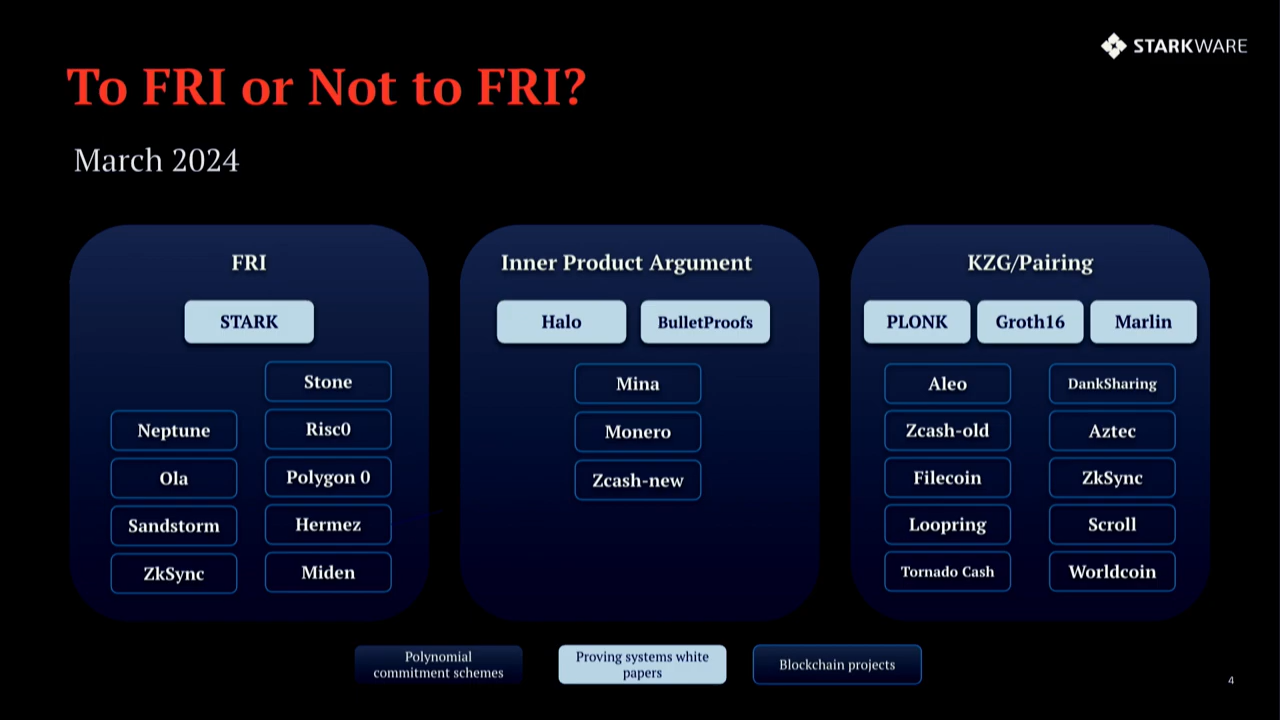 STARKWARE
To FRI or Not to FRI?
March 2024
FRI
STARK
Stone
Neptune
Risc0
Ola
Polygon 0
Sandstorm
Hermez
ZkSync
Miden
Inner Product Argument
Halo
BulletProofs
Mina
Monero
Zcash-new
KZG/Pairing
PLONK
Groth16
Marlin
Aleo
DankSharing
Zcash-old
Aztec
Filecoin
ZkSync
Loopring
Scroll
Tornado Cash
Worldcoin
Polynomial
commitment schemes
Proving systems white
papers
Blockchain projects
4